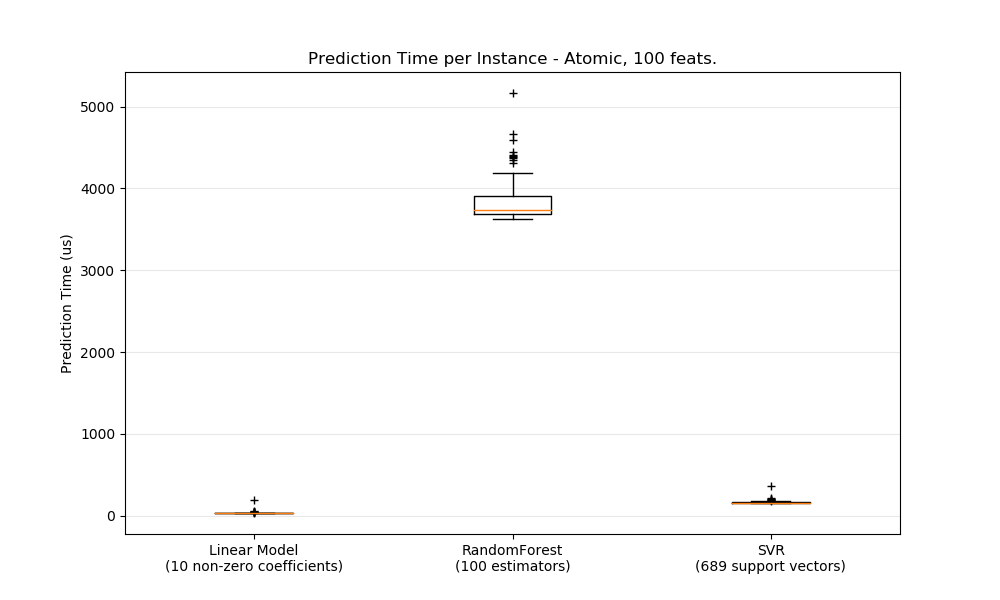 Prediction Time per Instance - Atomic, 100 feats.
Prediction Time (us)
5000
4000
3000
2000
1000
0
Linear Model
(10 non-zero coefficients)
RandomForest
(100 estimators)
SVR
(689 support vectors)